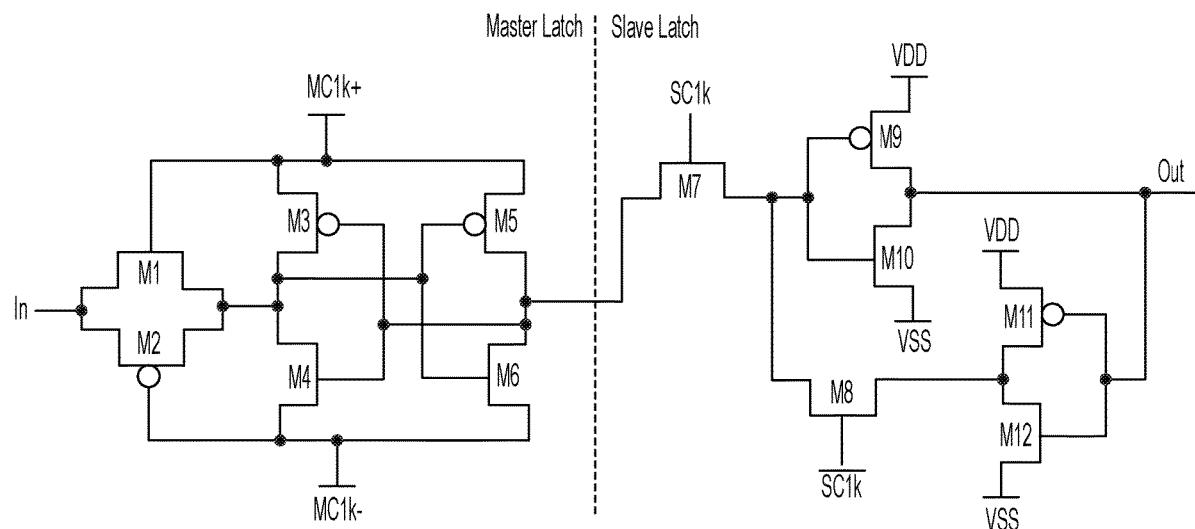 Master Latch
Slave Latch
VDD
MC1k+
SC1k
M9
M7
Out
M3
M5
VDD
M10
M1
In
M11
M2
VSS
M4
M6
M8
M12
SC1k
MC1k-
VSS